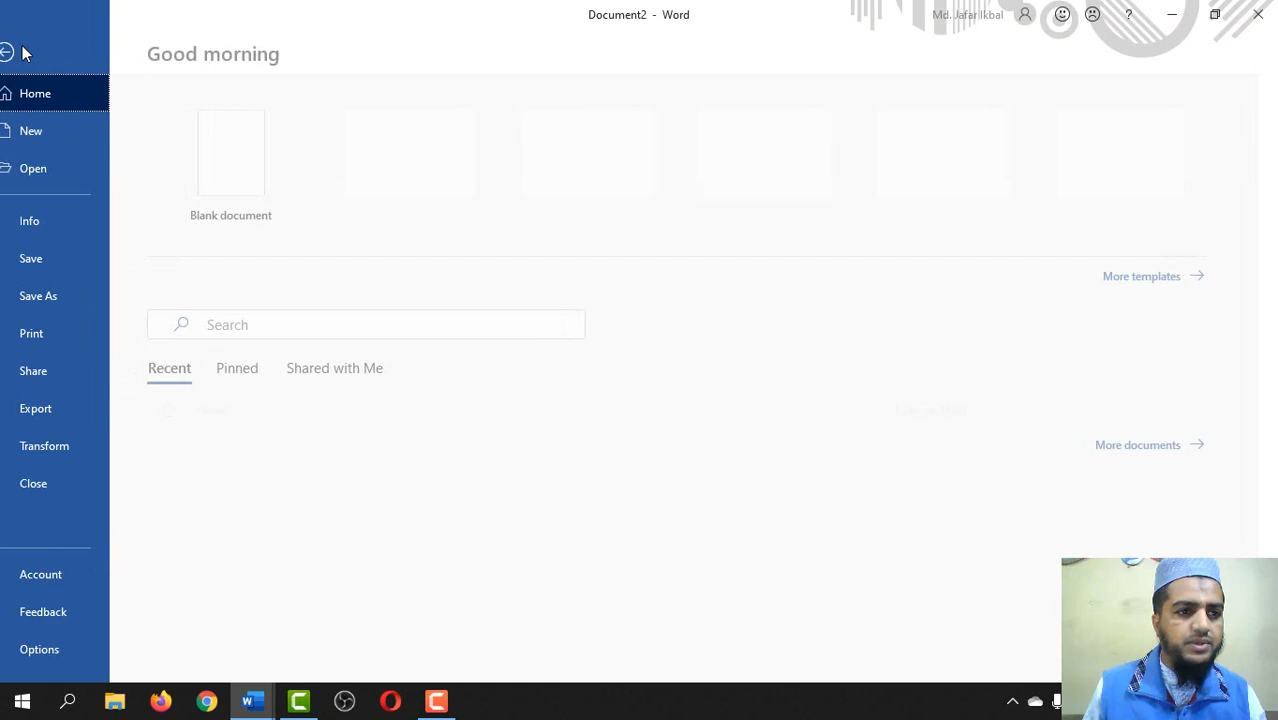 Document2 - Word
Md. Jafar Ikbal
?
Good morning
Home
New
Open
Info
Save
Save As
Print
Share
Export
Transform
Close
Account
Feedback
Options
Blank document
More templates
Search
Recent
Pinned
Shared with Me
More documents